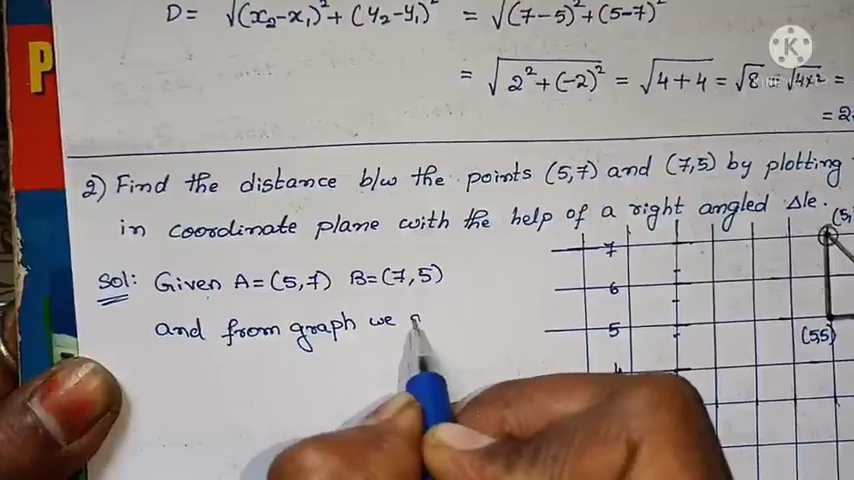 D= √(x₂-x₁)²+(y₂-y₁)² = √(7-5)²+(5-7)²
= √2²+(-2)² = √4+4 = √8 = √4x2 =
= 2
2) Find the distance b/w the points (5,7) and (7,5) by plotting
in coordinate plane with the help of a right angled Δle.
Sol: Given A=(5,7) B=(7,5)
and from graph we
(5,
7
6
5
(5,5)
P
K